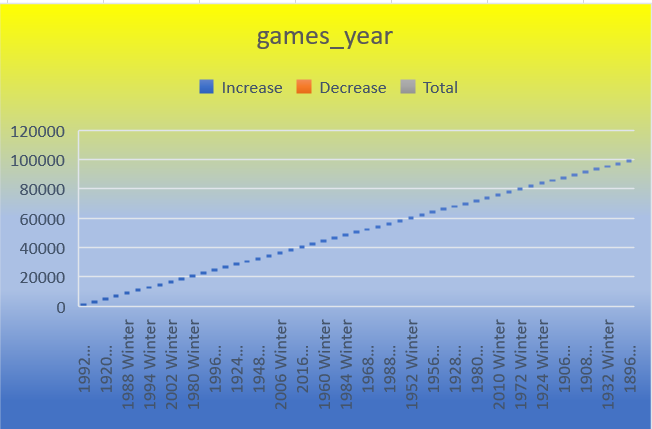 games_year
Increase Decrease Total
120000
100000
80000
60000
40000
20000
0
1992...
1920...
1988 Winter
1994 Winter
2002 Winter
1980 Winter
1996...
1924...
1948...
2006 Winter
2016...
1960 Winter
1984 Winter
1968...
1988...
1952 Winter
1956...
1928...
1980...
2010 Winter
1972 Winter
1924 Winter
1906...
1908...
1932 Winter
1896...